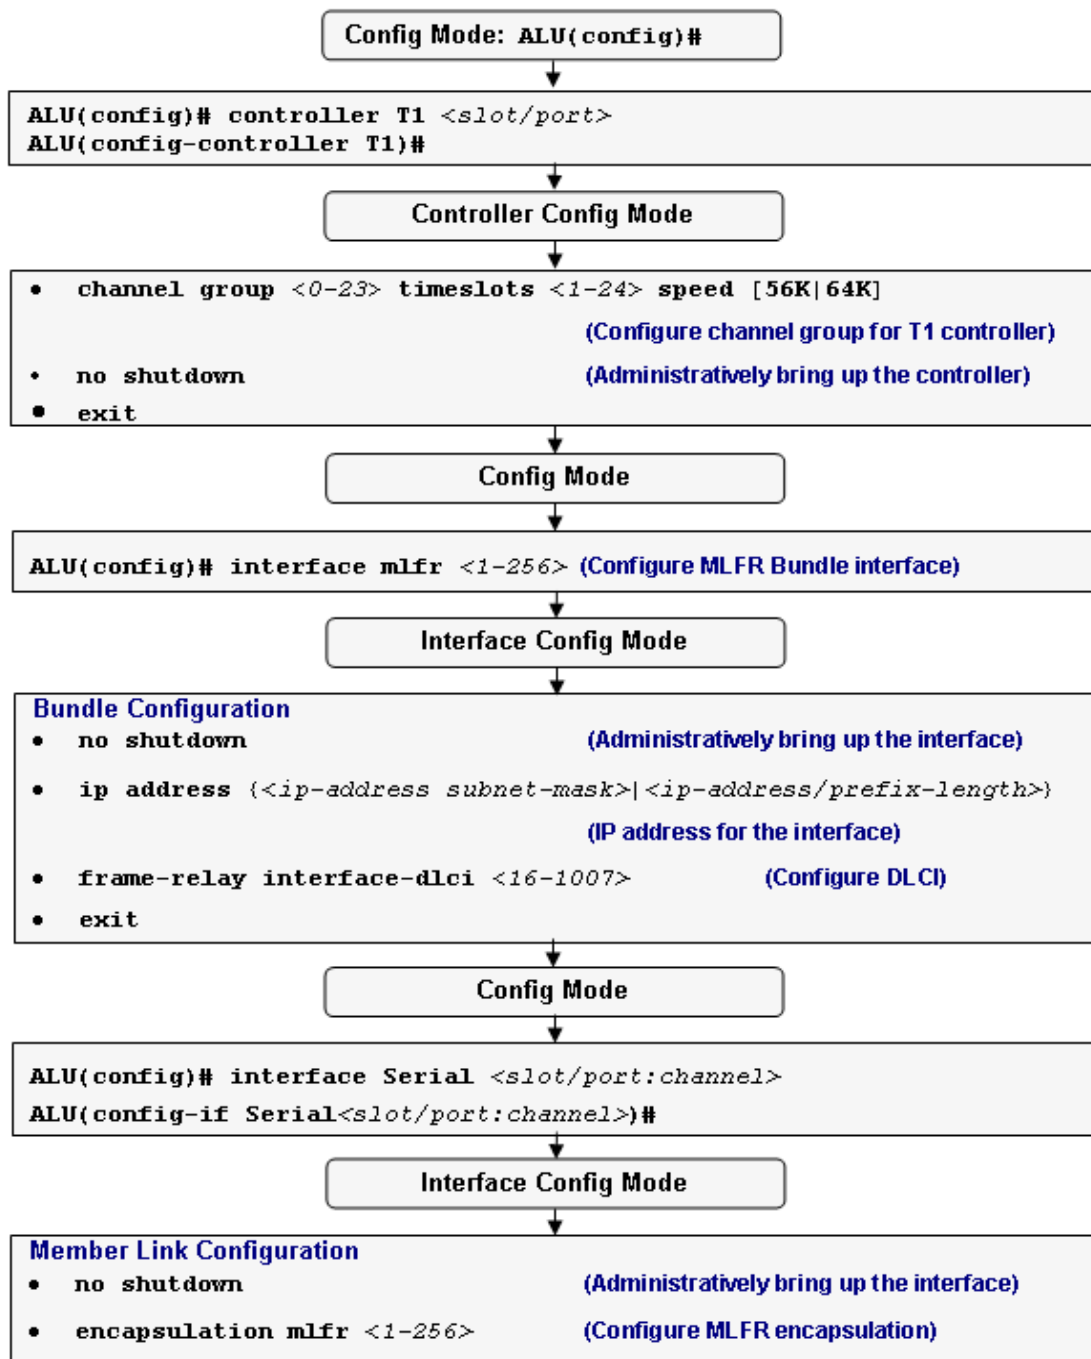 Config Mode: ALU(config)#
ALU(config)# controller T1 <slot/port>
ALU(config-controller T1)#
Controller Config Mode
• channel group <0-23> timeslots <1-24> speed [56K|64K]
(Configure channel group for T1 controller)
• no shutdown (Administratively bring up the controller)
• exit
Config Mode
ALU(config)# interface mlfr <1-256> (Configure MLFR Bundle interface)
Interface Config Mode
Bundle Configuration
• no shutdown (Administratively bring up the interface)
• ip address {<ip-address subnet-mask>|<ip-address/prefix-length>}
(IP address for the interface)
• frame-relay interface-dlci <16-1007> (Configure DLCI)
• exit
Config Mode
ALU(config)# interface Serial <slot/port:channel>
ALU(config-if Serial<slot/port:channel>)#
Interface Config Mode
Member Link Configuration
• no shutdown (Administratively bring up the interface)
• encapsulation mlfr <1-256> (Configure MLFR encapsulation)